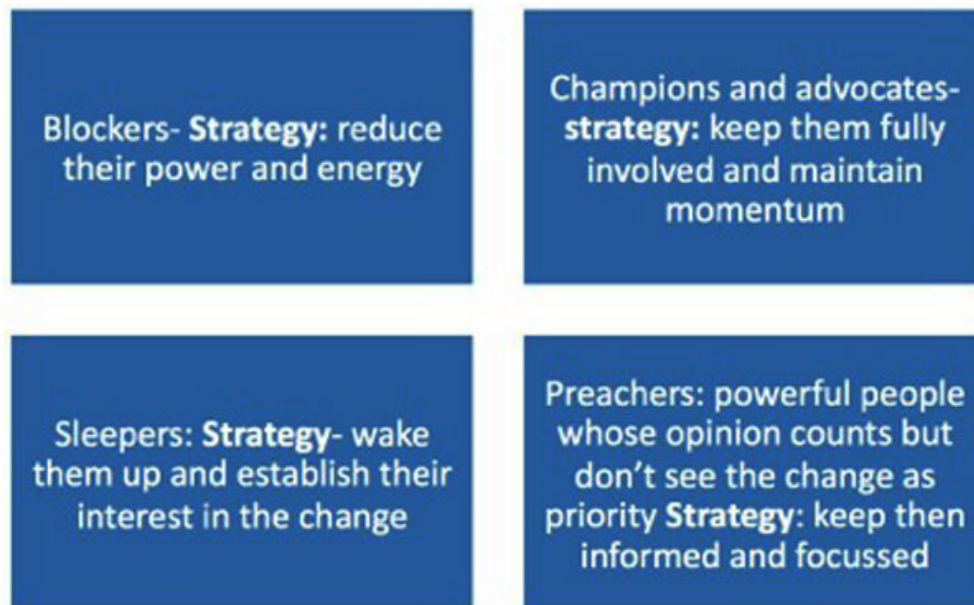 Blockers- Strategy: reduce
their power and energy
Champions and advocates-
strategy: keep them fully
involved and maintain
momentum
Sleepers: Strategy- wake
them up and establish their
interest in the change
Preachers: powerful people
whose opinion counts but
don't see the change as
priority Strategy: keep then
informed and focussed